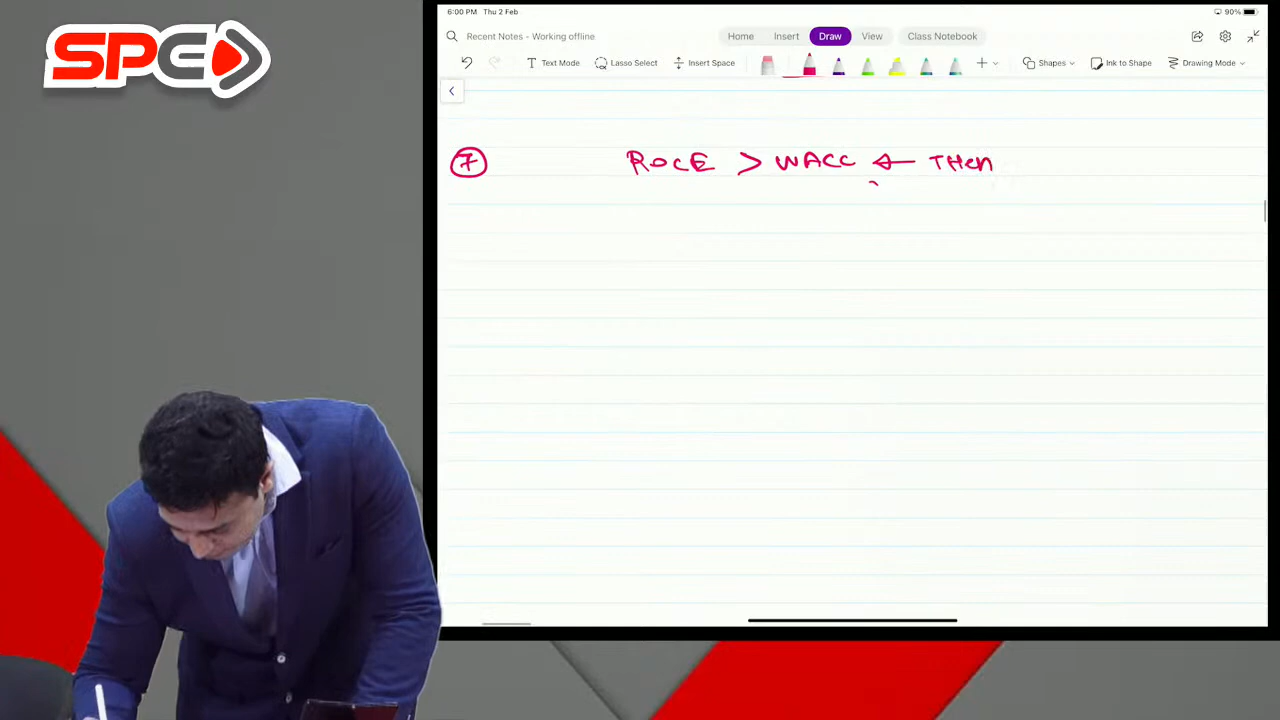 SPED
6:00 PM Thu 2 Feb
90%
Recent Notes - Working offline
Home Insert Draw View Class Notebook
Text Mode Lasso Select Insert Space Shapes Ink to Shape Drawing Mode
7 ROCE > WACC ← THen